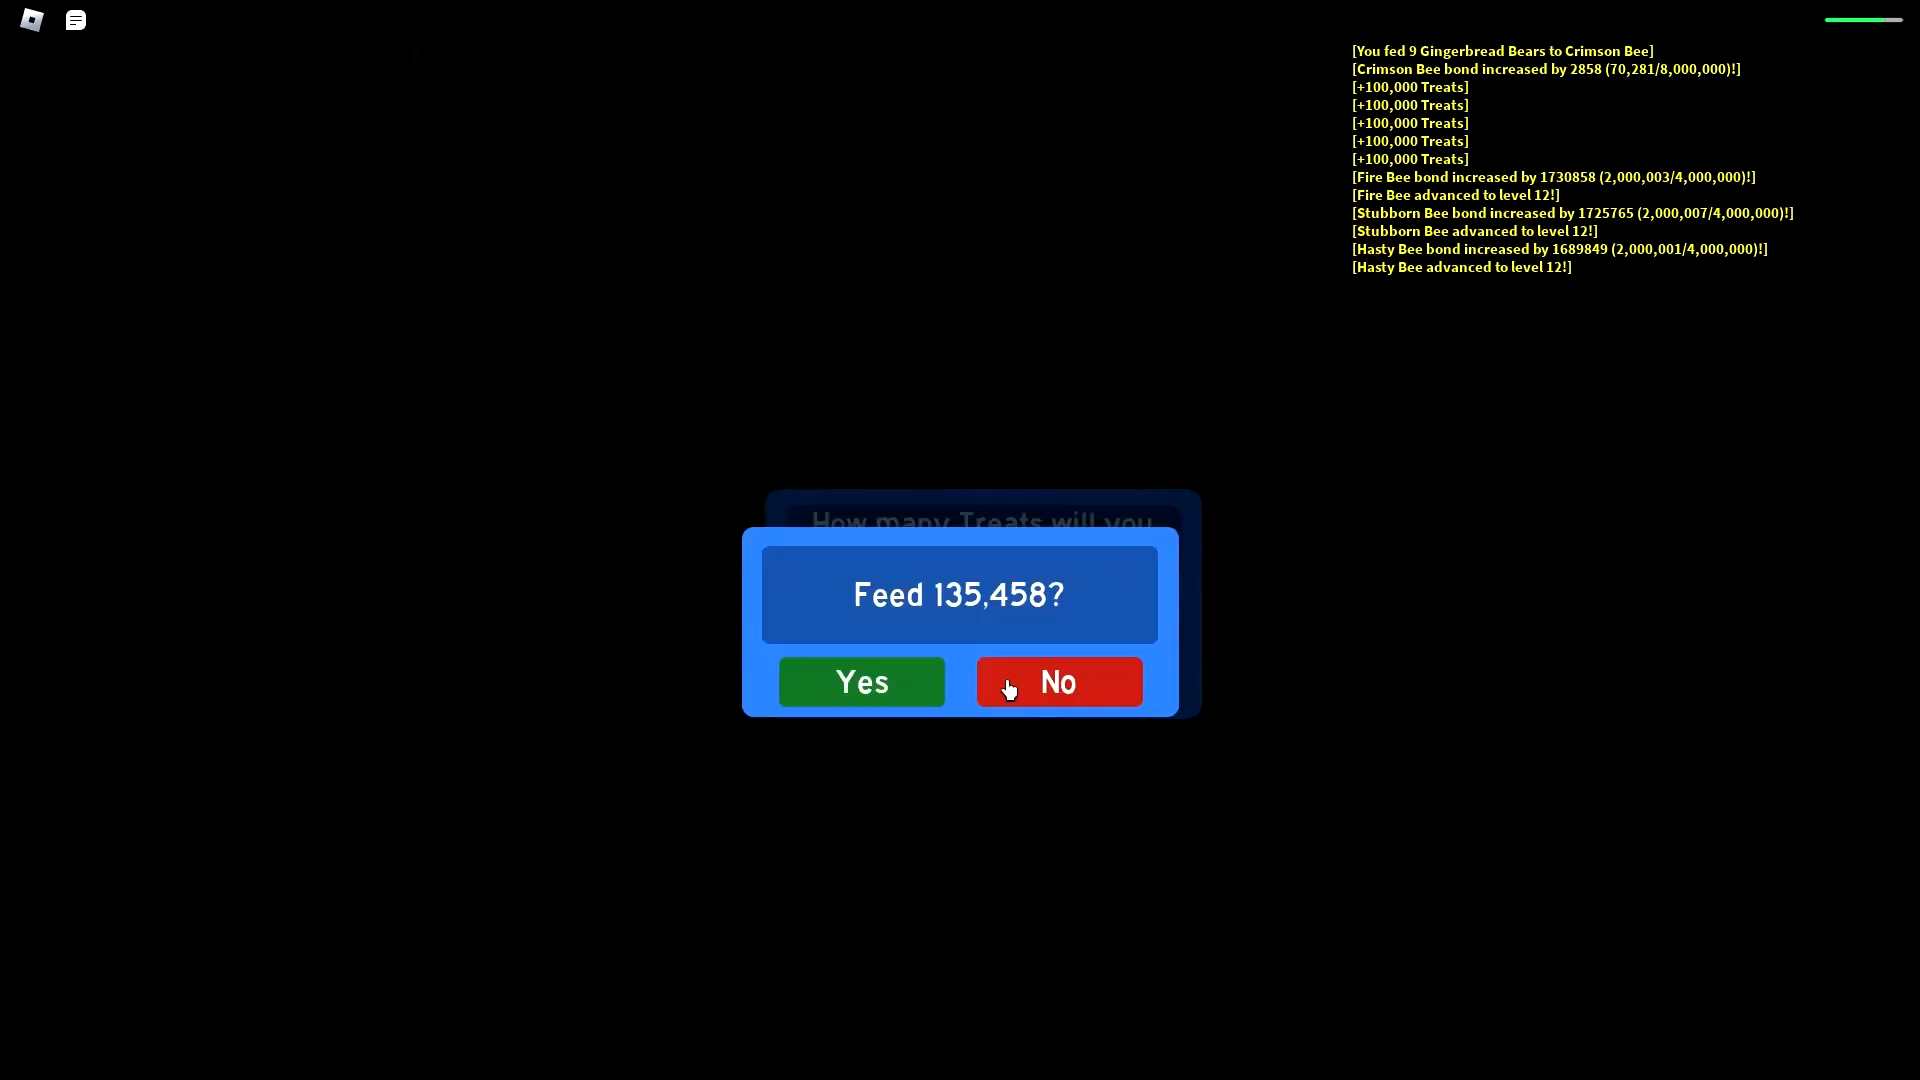 [You fed 9 Gingerbread Bears to Crimson Bee]
[Crimson Bee bond increased by 2858 (70,281/8,000,000)!]
[+100,000 Treats]
[+100,000 Treats]
[+100,000 Treats]
[+100,000 Treats]
[+100,000 Treats]
[Fire Bee bond increased by 1730858 (2,000,003/4,000,000)!]
[Fire Bee advanced to level 12!]
[Stubborn Bee bond increased by 1725765 (2,000,007/4,000,000)!]
[Stubborn Bee advanced to level 12!]
[Hasty Bee bond increased by 1689849 (2,000,001/4,000,000)!]
[Hasty Bee advanced to level 12!]
How many Treats will you
Feed 135,458?
Yes No